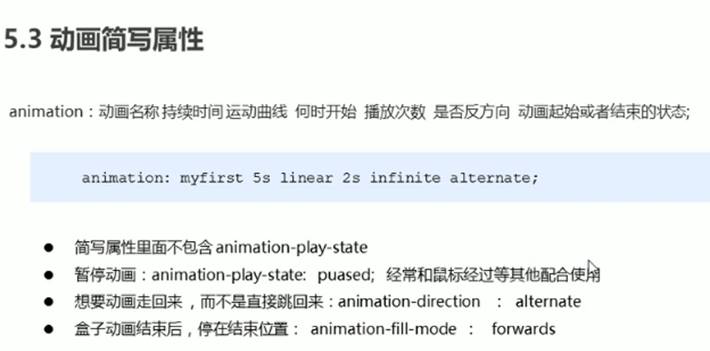 5.3 动画简写属性
animation：动画名称 持续时间 运动曲线 何时开始 播放次数 是否反方向 动画起始或者结束的状态;
animation: myfirst 5s linear 2s infinite alternate;
● 简写属性里面不包含 animation-play-state
● 暂停动画：animation-play-state: puased; 经常和鼠标经过等其他配合使用
● 想要动画走回来，而不是直接跳回来：animation-direction ： alternate
● 盒子动画结束后，停在结束位置： animation-fill-mode ： forwards